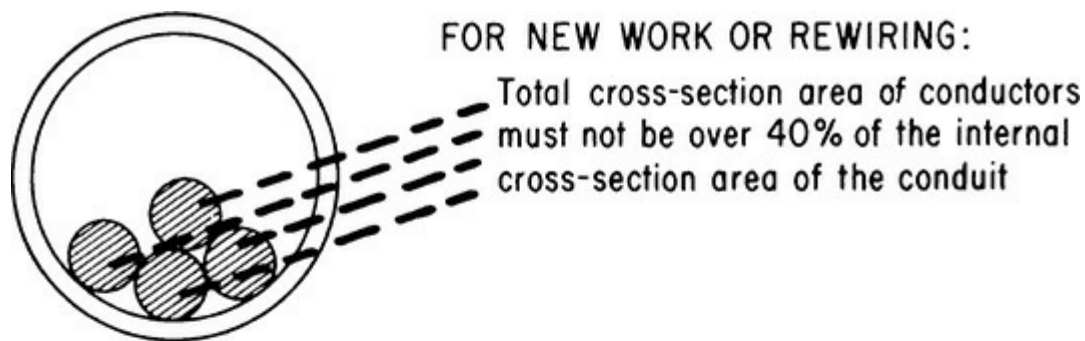 FOR NEW WORK OR REWIRING:
Total cross-section area of conductors
must not be over 40% of the internal
cross-section area of the conduit